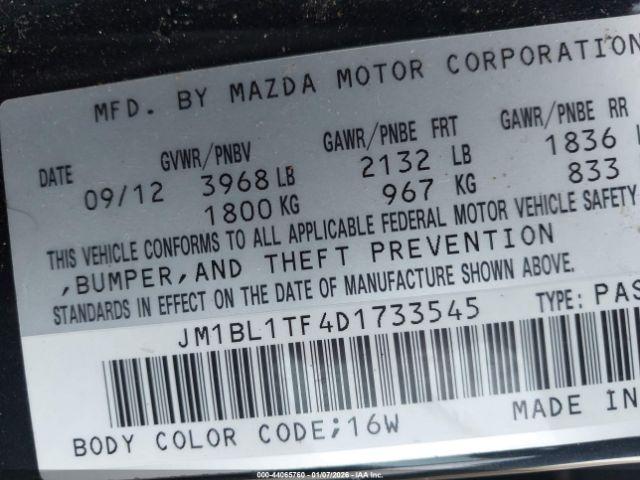 MFD. BY MAZDA MOTOR CORPORATION
DATE GVWR/PNBV GAWR/PNBE FRT GAWR/PNBE RR
09/12 3968 LB 2132 LB 1836
1800 KG 967 KG 833
THIS VEHICLE CONFORMS TO ALL APPLICABLE FEDERAL MOTOR VEHICLE SAFETY
,BUMPER,AND THEFT PREVENTION
STANDARDS IN EFFECT ON THE DATE OF MANUFACTURE SHOWN ABOVE.
JM1BL1TF4D1733545 TYPE: PAS
MADE IN
BODY COLOR CODE;16W
000-44065760 - 01/07/2026 - IAAI.COM